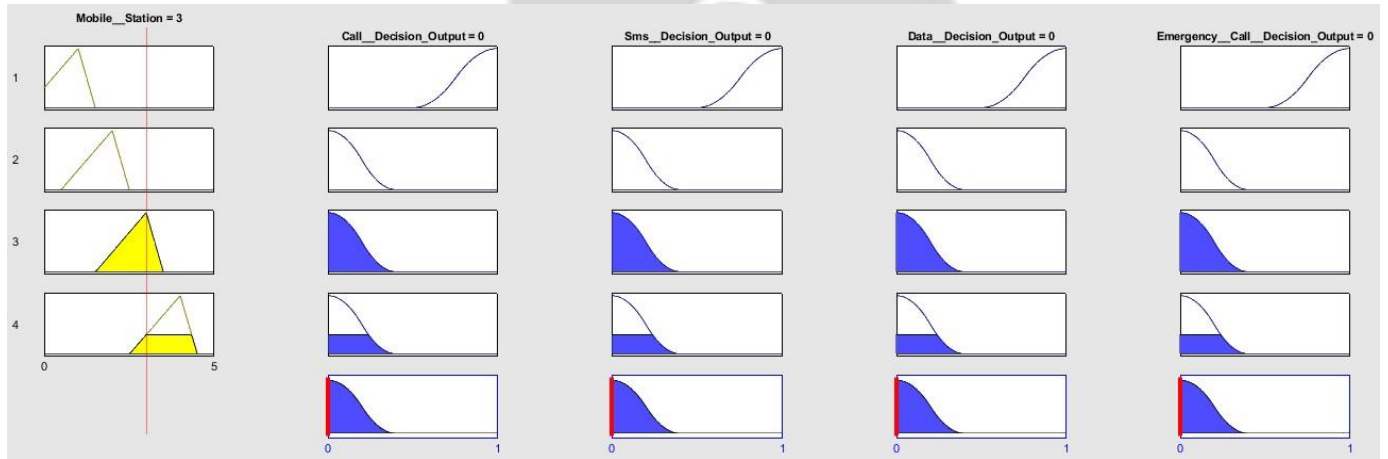 Mobile__Station = 3
Call__Decision_Output = 0
Sms__Decision_Output = 0
Data__Decision_Output = 0
Emergency__Call__Decision_Output = 0
1
2
3
4
0 5
0 1
0 1
0 1
0 1